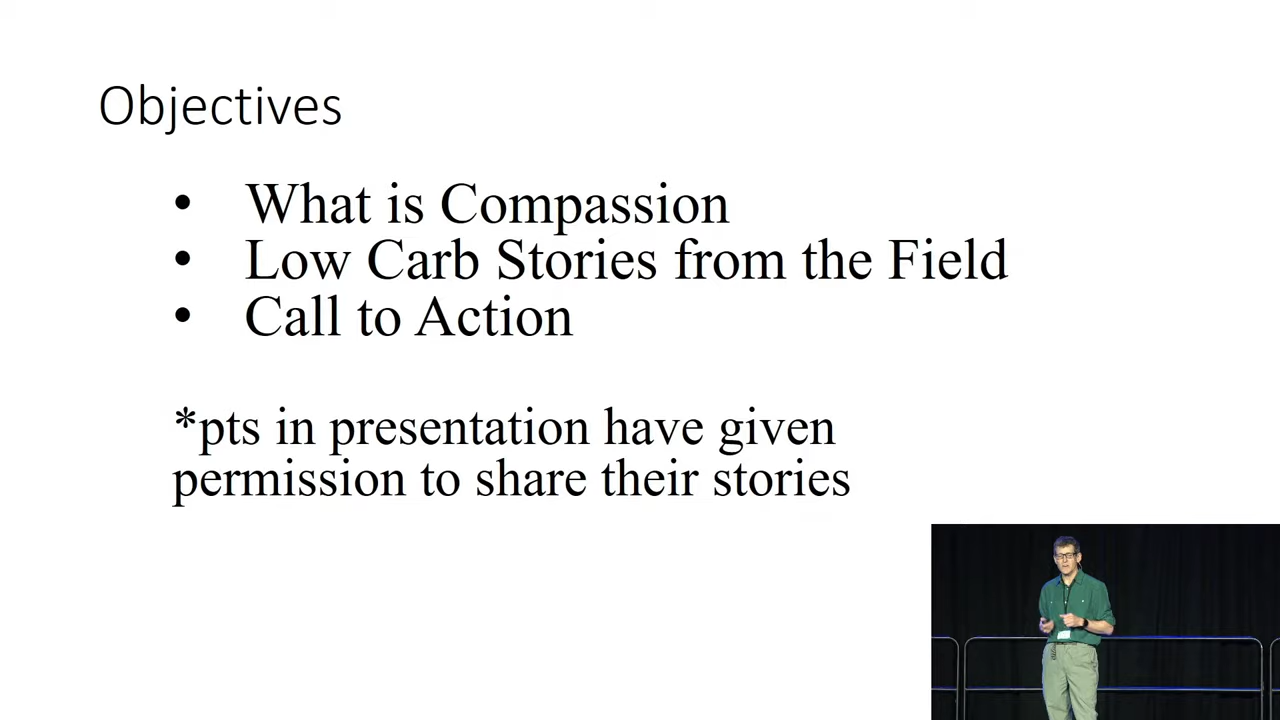 Objectives
• What is Compassion
• Low Carb Stories from the Field
• Call to Action
*pts in presentation have given
permission to share their stories